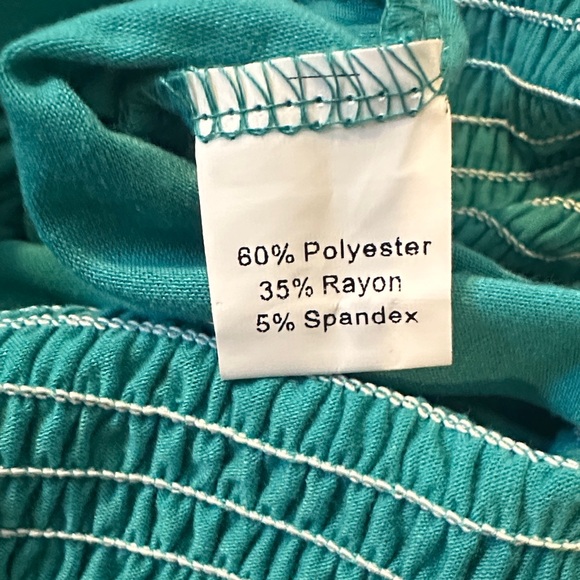 60% Polyester
35% Rayon
5% Spandex